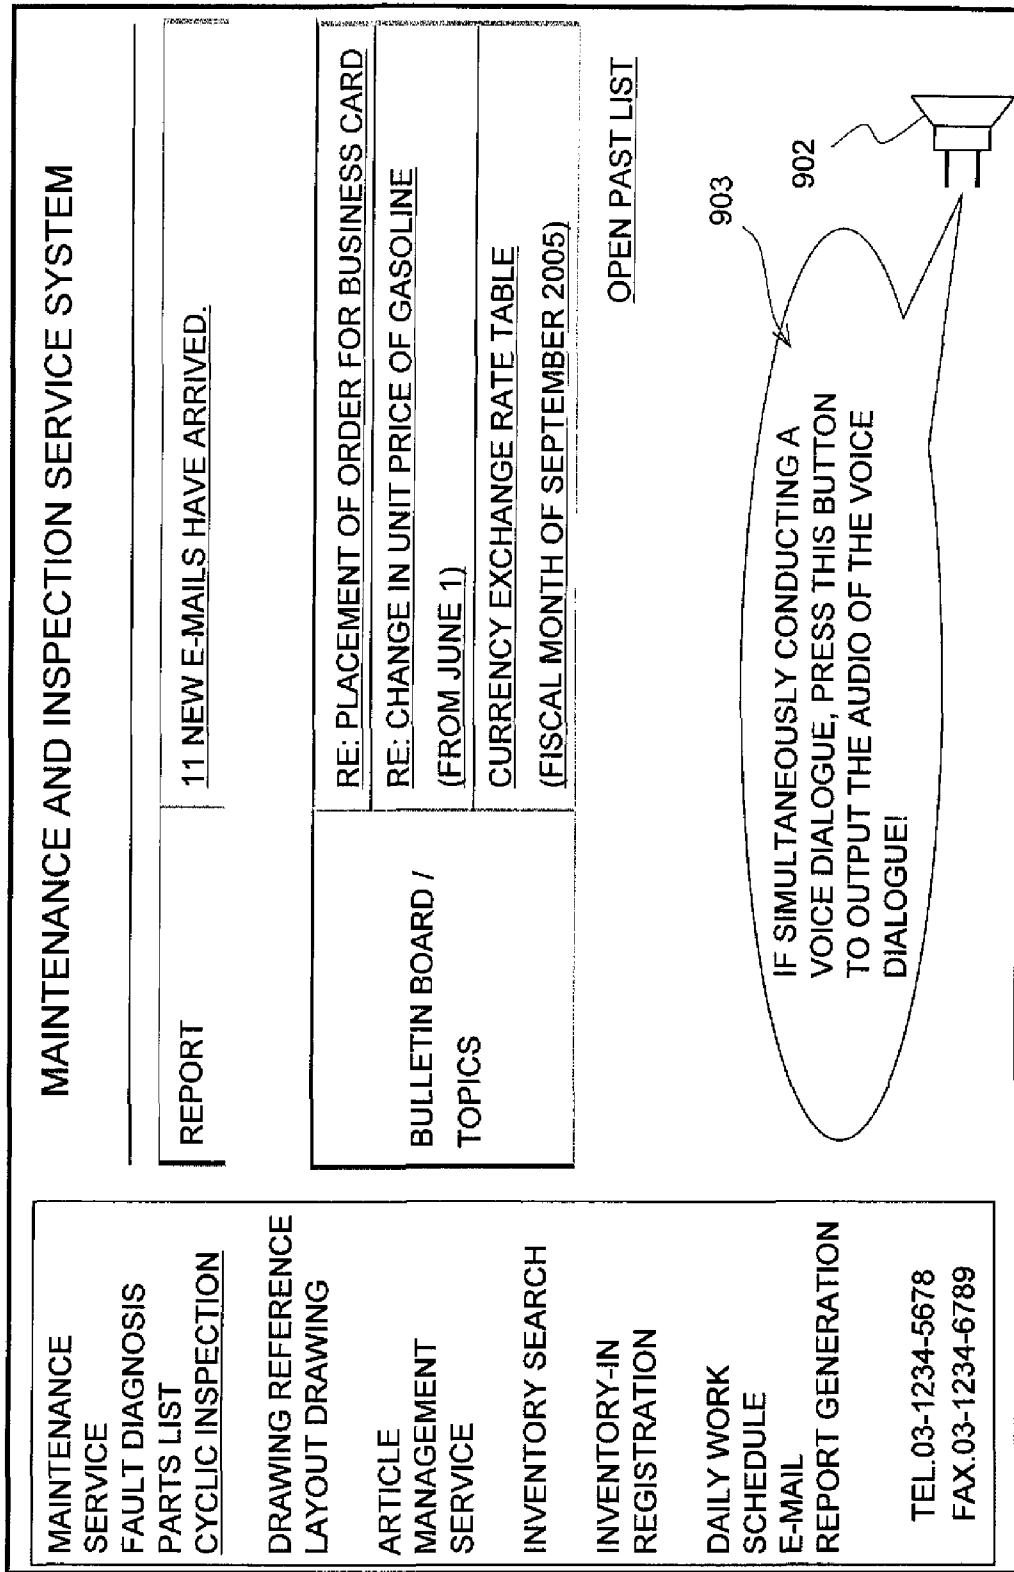 MAINTENANCE AND INSPECTION SERVICE SYSTEM
MAINTENANCE
SERVICE
FAULT DIAGNOSIS
PARTS LIST
CYCLIC INSPECTION
DRAWING REFERENCE
LAYOUT DRAWING
ARTICLE
MANAGEMENT
SERVICE
INVENTORY SEARCH
INVENTORY-IN
REGISTRATION
DAILY WORK
SCHEDULE
E-MAIL
REPORT GENERATION
TEL.03-1234-5678
FAX.03-1234-6789
REPORT
11 NEW E-MAILS HAVE ARRIVED.
BULLETIN BOARD /
TOPICS
RE: PLACEMENT OF ORDER FOR BUSINESS CARD
RE: CHANGE IN UNIT PRICE OF GASOLINE
(FROM JUNE 1)
CURRENCY EXCHANGE RATE TABLE
(FISCAL MONTH OF SEPTEMBER 2005)
OPEN PAST LIST
IF SIMULTANEOUSLY CONDUCTING A
VOICE DIALOGUE, PRESS THIS BUTTON
TO OUTPUT THE AUDIO OF THE VOICE
DIALOGUE!
903
902